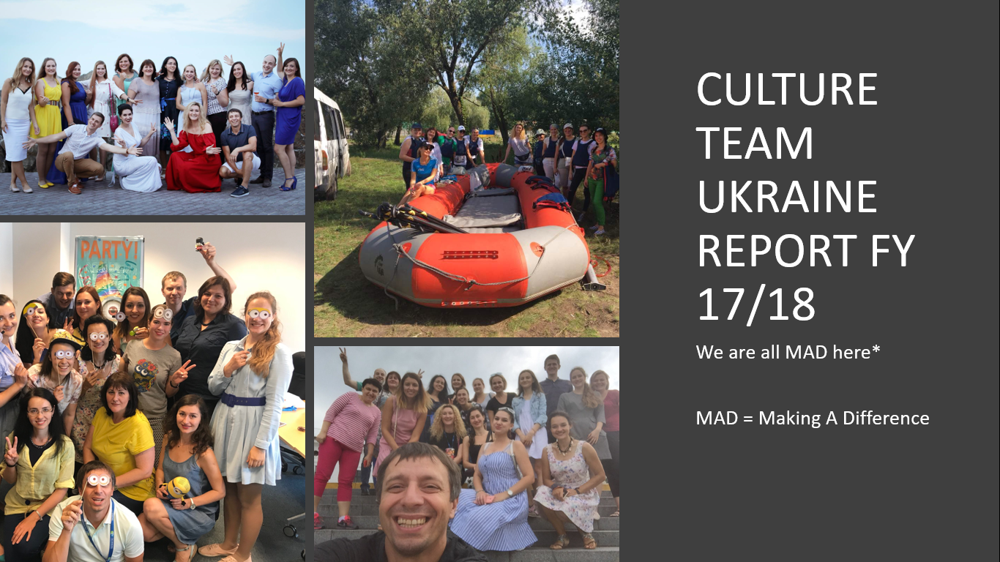 PARTY!
CULTURE
TEAM
UKRAINE
REPORT FY
17/18
We are all MAD here*
MAD = Making A Difference